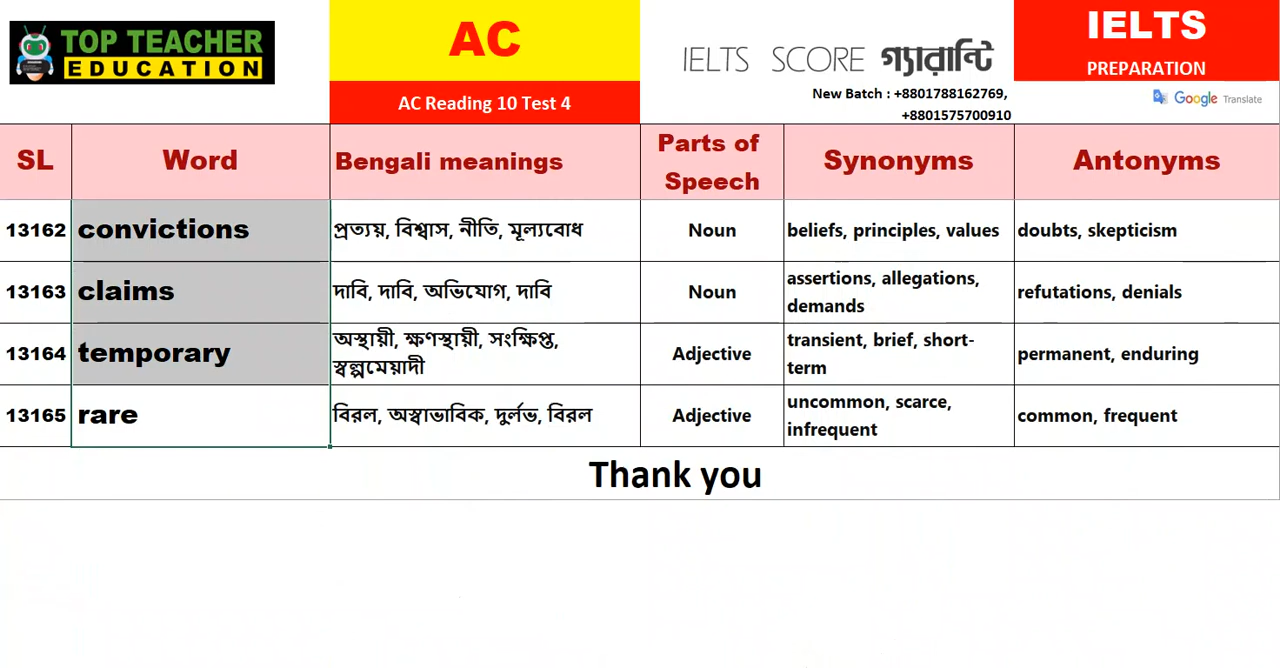 TOP TEACHER
EDUCATION
AC
AC Reading 10 Test 4
IELTS SCORE গ্যারান্টি
New Batch : +8801788162769,
+8801575700910
IELTS
PREPARATION
Google Translate
SL Word Bengali meanings Parts of Speech Synonyms Antonyms
13162 convictions প্রত্যয়, বিশ্বাস, নীতি, মূল্যবোধ Noun beliefs, principles, values doubts, skepticism
13163 claims দাবি, দাবি, অভিযোগ, দাবি Noun assertions, allegations, demands refutations, denials
13164 temporary অস্থায়ী, ক্ষণস্থায়ী, সংক্ষিপ্ত, স্বল্পমেয়াদী Adjective transient, brief, short-term permanent, enduring
13165 rare বিরল, অস্বাভাবিক, দুর্লভ, বিরল Adjective uncommon, scarce, infrequent common, frequent
Thank you